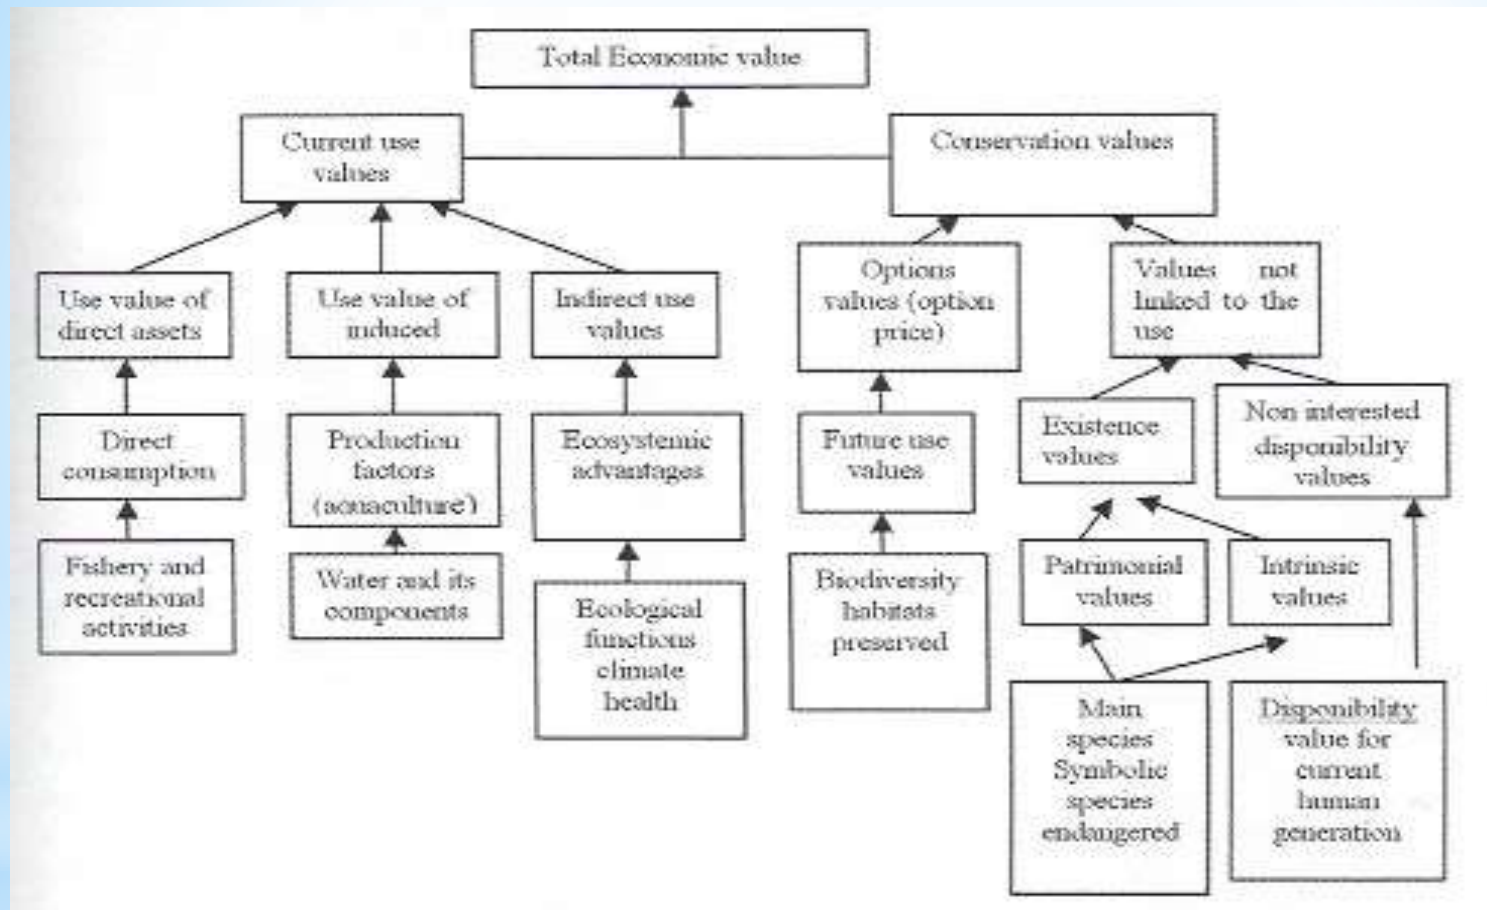 Total Economic value
Current use
values
Conservation values
Use value of
direct assets
Use value of
induced
Indirect use
values
Options
values (option
price)
Values not
linked to the
use
Direct
consumption
Production
factors
(aquaculture)
Ecosystemic
advantages
Future use
values
Existence
values
Non interested
disponibility
values
Fishery and
recreational
activities
Water and its
components
Ecological
functions
climate
health
Biodiversity
habitats
preserved
Patrimonial
values
Intrinsic
values
Main
species
Symbolic
species
endangered
Disponibility
value for
current
human
generation